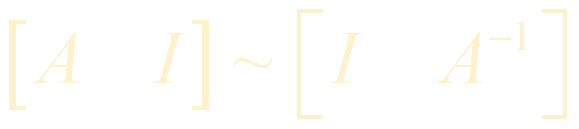 [A I] ~ [I A⁻¹]